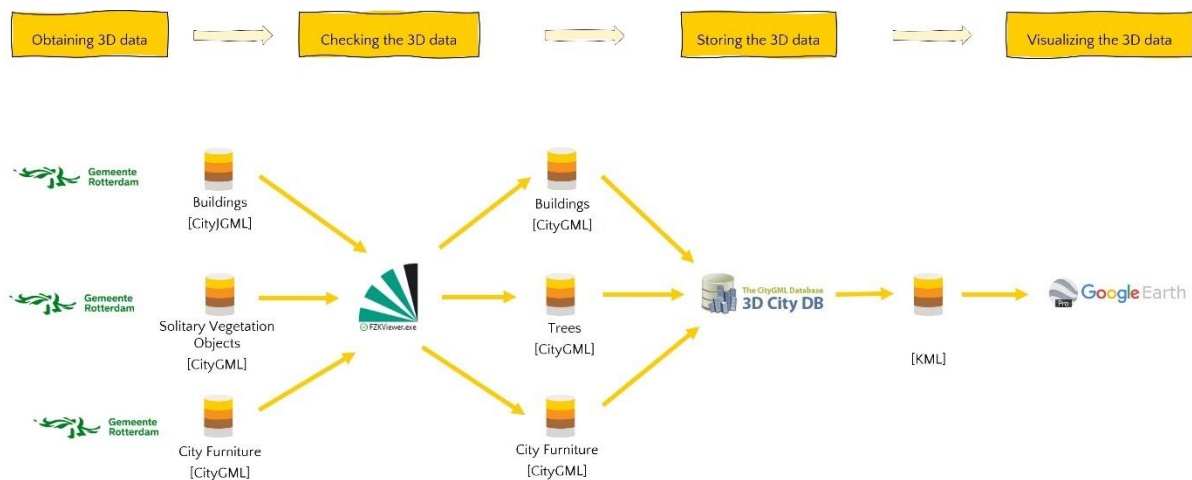 Obtaining 3D data
Checking the 3D data
Storing the 3D data
Visualizing the 3D data
Gemeente
Rotterdam
Buildings
[CityJGML]
Buildings
[CityGML]
Gemeente
Rotterdam
Solitary Vegetation
Objects
[CityGML]
FZKViewer.exe
Trees
[CityGML]
The CityGML Database
3D City DB
[KML]
Pro
Google Earth
Gemeente
Rotterdam
City Furniture
[CityGML]
City Furniture
[CityGML]